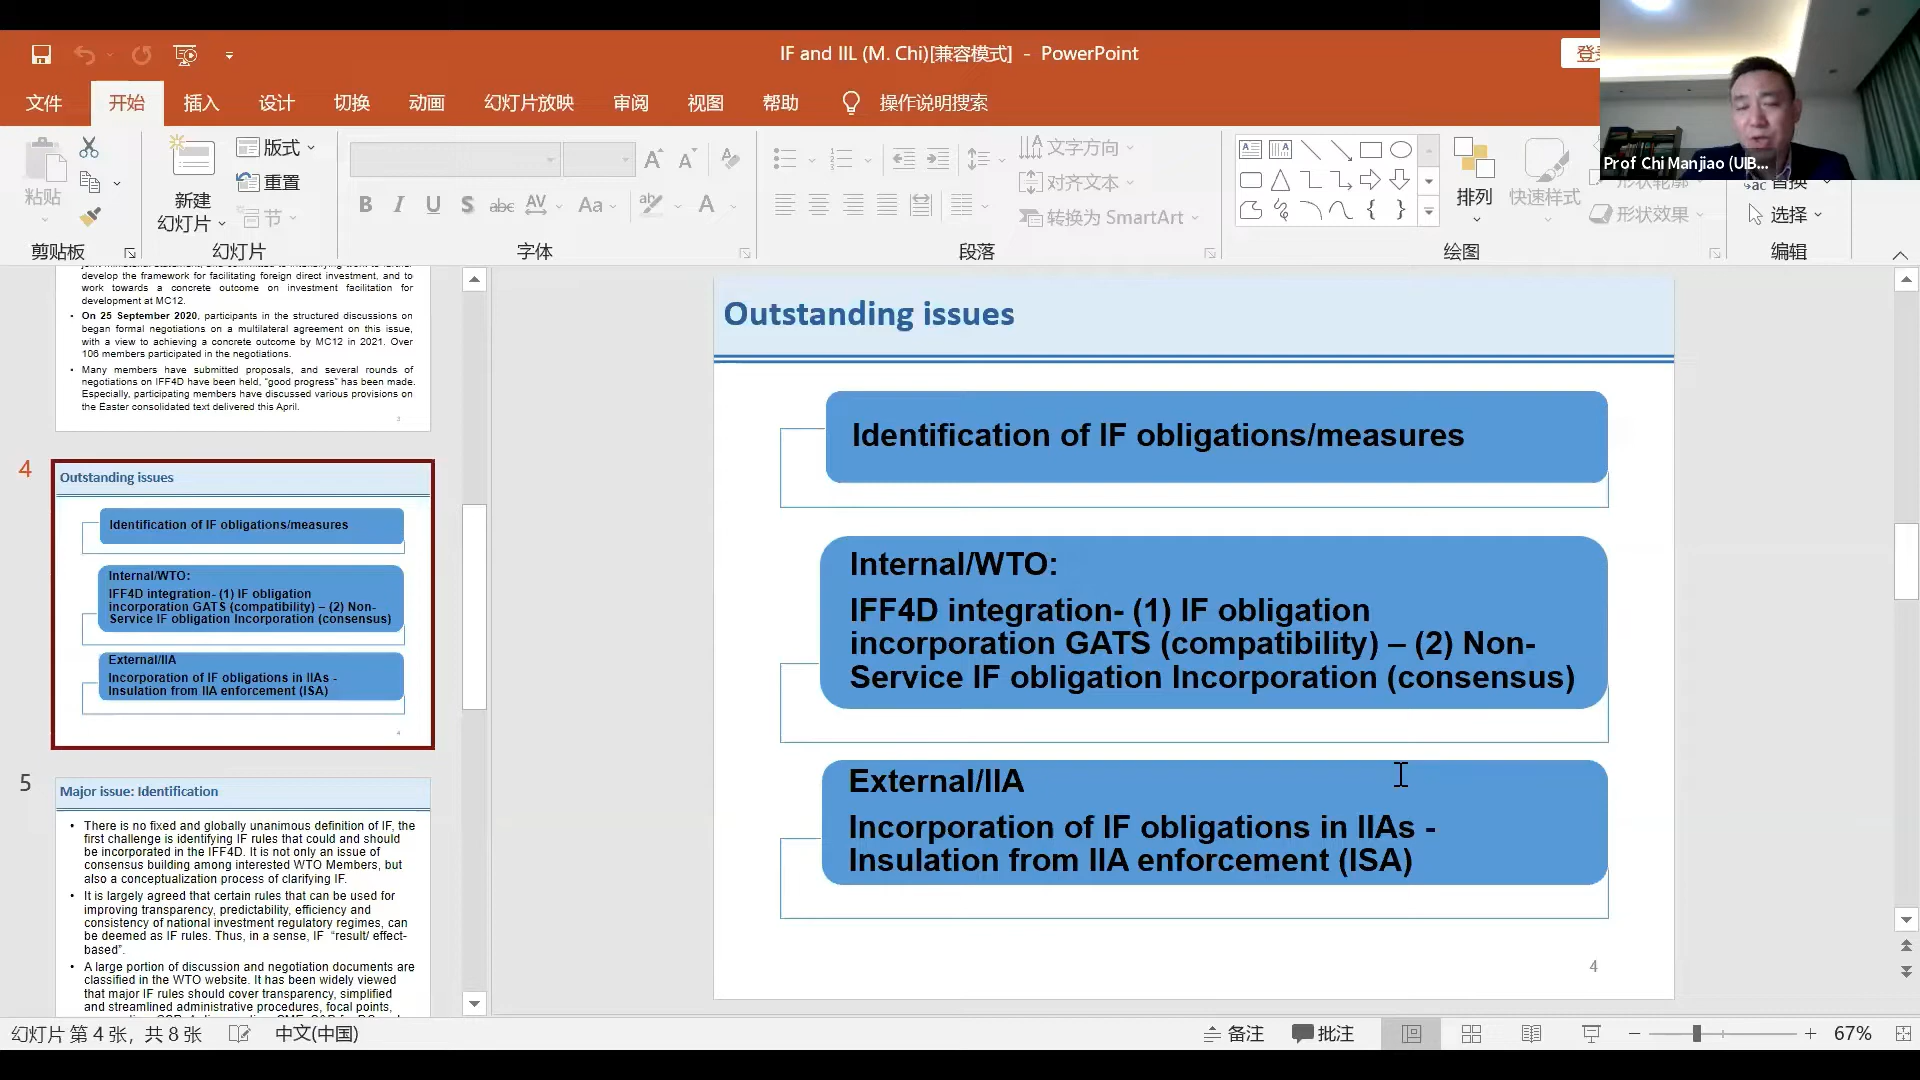 IF and IIL (M. Chi)[兼容模式] - PowerPoint
文件 开始 插入 设计 切换 动画 幻灯片放映 审阅 视图 帮助 操作说明搜索
Prof Chi Manjiao (UIB...
粘贴
新建
幻灯片
版式
重置
节
B I U S abc AV Aa A
文字方向
对齐文本
转换为 SmartArt
排列
快速样式
形状效果
选择
剪贴板 幻灯片 字体 段落 绘图 编辑
develop the framework for facilitating foreign direct investment, and to
work towards a concrete outcome on investment facilitation for
development at MC12.
• On 25 September 2020, participants in the structured discussions on
began formal negotiations on a multilateral agreement on this issue,
with a view to achieving a concrete outcome by MC12 in 2021. Over
106 members participated in the negotiations.
• Many members have submitted proposals, and several rounds of
negotiations on IFF4D have been held, "good progress" has been made.
Especially, participating members have discussed various provisions on
the Easter consolidated text delivered this April.
3
4
Outstanding issues
Identification of IF obligations/measures
Internal/WTO:
IFF4D integration- (1) IF obligation
incorporation GATS (compatibility) – (2) Non-
Service IF obligation Incorporation (consensus)
External/IIA
Incorporation of IF obligations in IIAs -
Insulation from IIA enforcement (ISA)
4
5
Major issue: Identification
• There is no fixed and globally unanimous definition of IF, the
first challenge is identifying IF rules that could and should
be incorporated in the IFF4D. It is not only an issue of
consensus building among interested WTO Members, but
also a conceptualization process of clarifying IF.
• It is largely agreed that certain rules that can be used for
improving transparency, predictability, efficiency and
consistency of national investment regulatory regimes, can
be deemed as IF rules. Thus, in a sense, IF "result/ effect-
based".
• A large portion of discussion and negotiation documents are
classified in the WTO website. It has been widely viewed
that major IF rules should cover transparency, simplified
and streamlined administrative procedures, focal points,
Outstanding issues
Identification of IF obligations/measures
Internal/WTO:
IFF4D integration- (1) IF obligation
incorporation GATS (compatibility) – (2) Non-
Service IF obligation Incorporation (consensus)
External/IIA
Incorporation of IF obligations in IIAs -
Insulation from IIA enforcement (ISA)
4
幻灯片 第 4 张，共 8 张 中文(中国) 备注 批注 67%